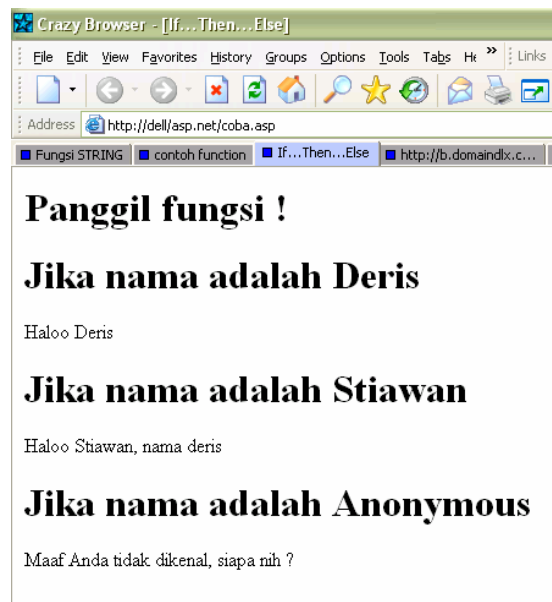 Crazy Browser - [If...Then...Else]
File Edit View Favorites History Groups Options Tools Tabs He » Links
Address http://dell/asp.net/coba.asp
Fungsi STRING contoh function If...Then...Else http://b.domaindlx.c...
Panggil fungsi !
Jika nama adalah Deris
Haloo Deris
Jika nama adalah Stiawan
Haloo Stiawan, nama deris
Jika nama adalah Anonymous
Maaf Anda tidak dikenal, siapa nih ?